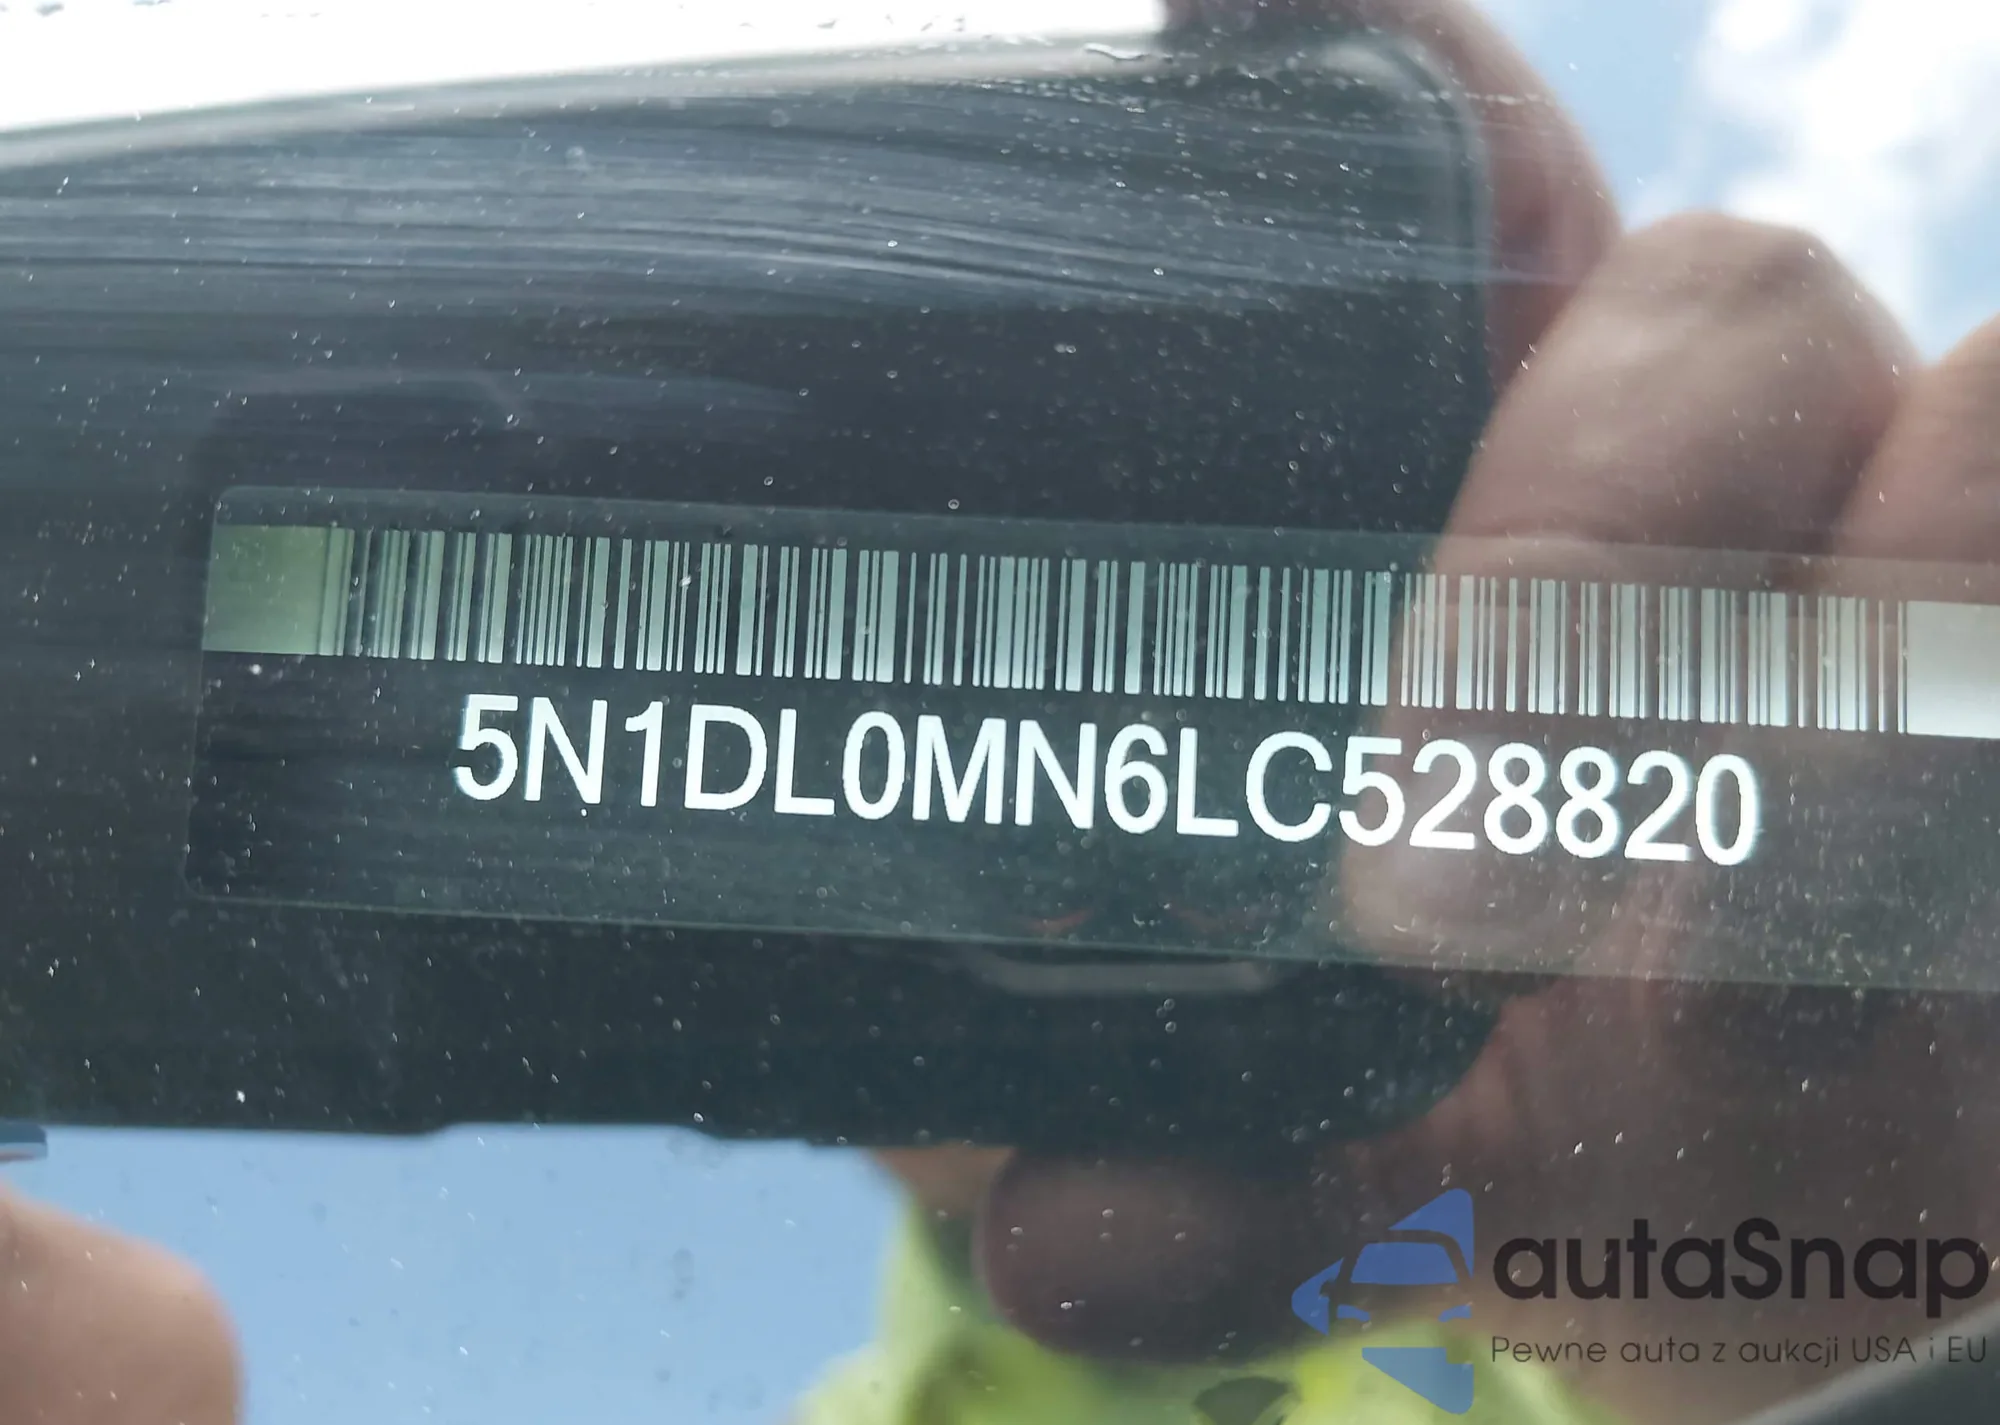 5N1DL0MN6LC528820
autaSnap
Pewne auta z aukcji USA i EU